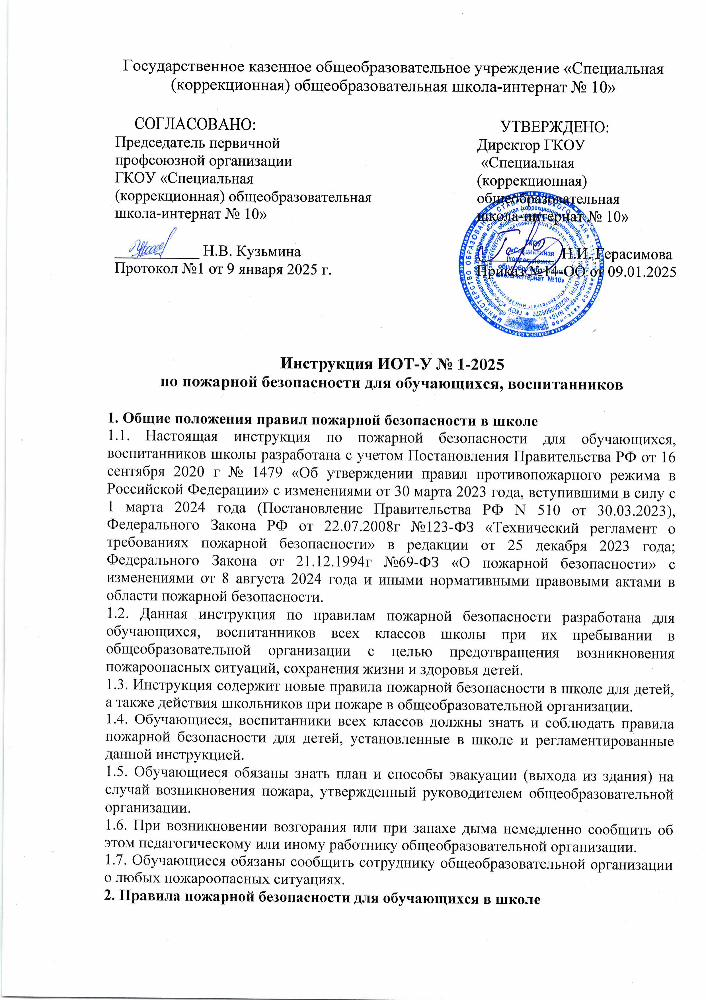 Государственное казенное общеобразовательное учреждение «Специальная
(коррекционная) общеобразовательная школа-интернат № 10»
СОГЛАСОВАНО:
Председатель первичной
профсоюзной организации
ГКОУ «Специальная
(коррекционная) общеобразовательная
школа-интернат № 10»
Н.В. Кузьмина
Протокол №1 от 9 января 2025 г.
УТВЕРЖДЕНО:
Директор ГКОУ
«Специальная
(коррекционная)
общеобразовательная
школа-интернат № 10»
Н.И. Герасимова
Приказ №14-ОО от 09.01.2025
МИНИСТЕРСТВО ОБРАЗОВАНИЯ СТАВРОПОЛЬСКОГО КРАЯ
ГКОУ
«Специальная
(коррекционная)
общеобразовательная
школа-интернат №10»
Инструкция ИОТ-У № 1-2025
по пожарной безопасности для обучающихся, воспитанников
1. Общие положения правил пожарной безопасности в школе
1.1. Настоящая инструкция по пожарной безопасности для обучающихся,
воспитанников школы разработана с учетом Постановления Правительства РФ от 16
сентября 2020 г № 1479 «Об утверждении правил противопожарного режима в
Российской Федерации» с изменениями от 30 марта 2023 года, вступившими в силу с
1 марта 2024 года (Постановление Правительства РФ N 510 от 30.03.2023),
Федерального Закона РФ от 22.07.2008г №123-ФЗ «Технический регламент о
требованиях пожарной безопасности» в редакции от 25 декабря 2023 года;
Федерального Закона от 21.12.1994г №69-ФЗ «О пожарной безопасности» с
изменениями от 8 августа 2024 года и иными нормативными правовыми актами в
области пожарной безопасности.
1.2. Данная инструкция по правилам пожарной безопасности разработана для
обучающихся, воспитанников всех классов школы при их пребывании в
общеобразовательной организации с целью предотвращения возникновения
пожароопасных ситуаций, сохранения жизни и здоровья детей.
1.3. Инструкция содержит новые правила пожарной безопасности в школе для детей,
а также действия школьников при пожаре в общеобразовательной организации.
1.4. Обучающиеся, воспитанники всех классов должны знать и соблюдать правила
пожарной безопасности для детей, установленные в школе и регламентированные
данной инструкцией.
1.5. Обучающиеся обязаны знать план и способы эвакуации (выхода из здания) на
случай возникновения пожара, утвержденный руководителем общеобразовательной
организации.
1.6. При возникновении возгорания или при запахе дыма немедленно сообщить об
этом педагогическому или иному работнику общеобразовательной организации.
1.7. Обучающиеся обязаны сообщить сотруднику общеобразовательной организации
о любых пожароопасных ситуациях.
2. Правила пожарной безопасности для обучающихся в школе